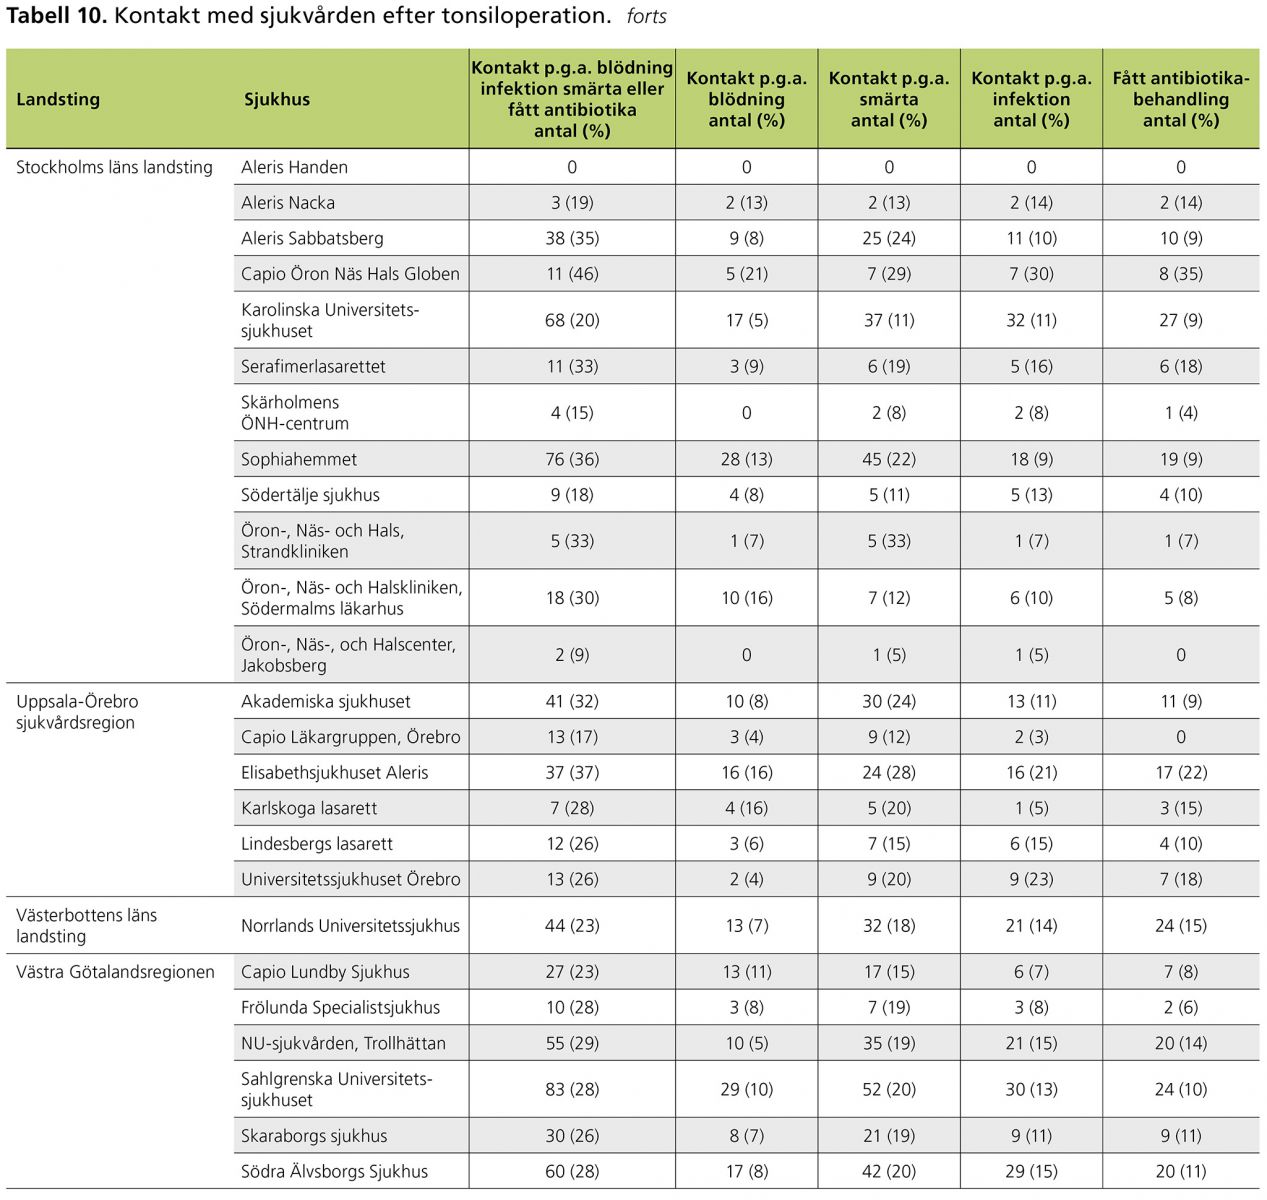 Tabell 10. Kontakt med sjukvården efter tonsiloperation. forts
Landsting Sjukhus Kontakt p.g.a. blödning infektion smärta eller fått antibiotika antal (%) Kontakt p.g.a. blödning antal (%) Kontakt p.g.a. smärta antal (%) Kontakt p.g.a. infektion antal (%) Fått antibiotika-behandling antal (%)
Stockholms läns landsting Aleris Handen 0 0 0 0 0
Aleris Nacka 3 (19) 2 (13) 2 (13) 2 (14) 2 (14)
Aleris Sabbatsberg 38 (35) 9 (8) 25 (24) 11 (10) 10 (9)
Capio Öron Näs Hals Globen 11 (46) 5 (21) 7 (29) 7 (30) 8 (35)
Karolinska Universitets-
sjukhuset 68 (20) 17 (5) 37 (11) 32 (11) 27 (9)
Serafimerlasarettet 11 (33) 3 (9) 6 (19) 5 (16) 6 (18)
Skärholmens
ÖNH-centrum 4 (15) 0 2 (8) 2 (8) 1 (4)
Sophiahemmet 76 (36) 28 (13) 45 (22) 18 (9) 19 (9)
Södertälje sjukhus 9 (18) 4 (8) 5 (11) 5 (13) 4 (10)
Öron-, Näs- och Hals,
Strandkliniken 5 (33) 1 (7) 5 (33) 1 (7) 1 (7)
Öron-, Näs- och Halskliniken,
Södermalms läkarhus 18 (30) 10 (16) 7 (12) 6 (10) 5 (8)
Öron-, Näs-, och Halscenter,
Jakobsberg 2 (9) 0 1 (5) 1 (5) 0
Uppsala-Örebro
sjukvårdsregion Akademiska sjukhuset 41 (32) 10 (8) 30 (24) 13 (11) 11 (9)
Capio Läkargruppen, Örebro 13 (17) 3 (4) 9 (12) 2 (3) 0
Elisabethsjukhuset Aleris 37 (37) 16 (16) 24 (28) 16 (21) 17 (22)
Karlskoga lasarett 7 (28) 4 (16) 5 (20) 1 (5) 3 (15)
Lindesbergs lasarett 12 (26) 3 (6) 7 (15) 6 (15) 4 (10)
Universitetssjukhuset Örebro 13 (26) 2 (4) 9 (20) 9 (23) 7 (18)
Västerbottens läns
landsting Norrlands Universitetssjukhus 44 (23) 13 (7) 32 (18) 21 (14) 24 (15)
Västra Götalandsregionen Capio Lundby Sjukhus 27 (23) 13 (11) 17 (15) 6 (7) 7 (8)
Frölunda Specialistsjukhus 10 (28) 3 (8) 7 (19) 3 (8) 2 (6)
NU-sjukvården, Trollhättan 55 (29) 10 (5) 35 (19) 21 (15) 20 (14)
Sahlgrenska Universitets-
sjukhuset 83 (28) 29 (10) 52 (20) 30 (13) 24 (10)
Skaraborgs sjukhus 30 (26) 8 (7) 21 (19) 9 (11) 9 (11)
Södra Älvsborgs Sjukhus 60 (28) 17 (8) 42 (20) 29 (15) 20 (11)